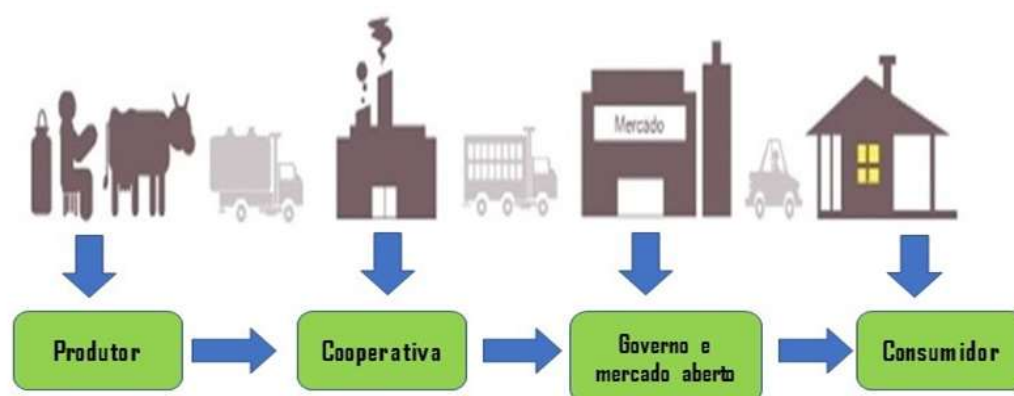 Mercado
Produtor
Cooperativa
Governo e
mercado aberto
Consumidor